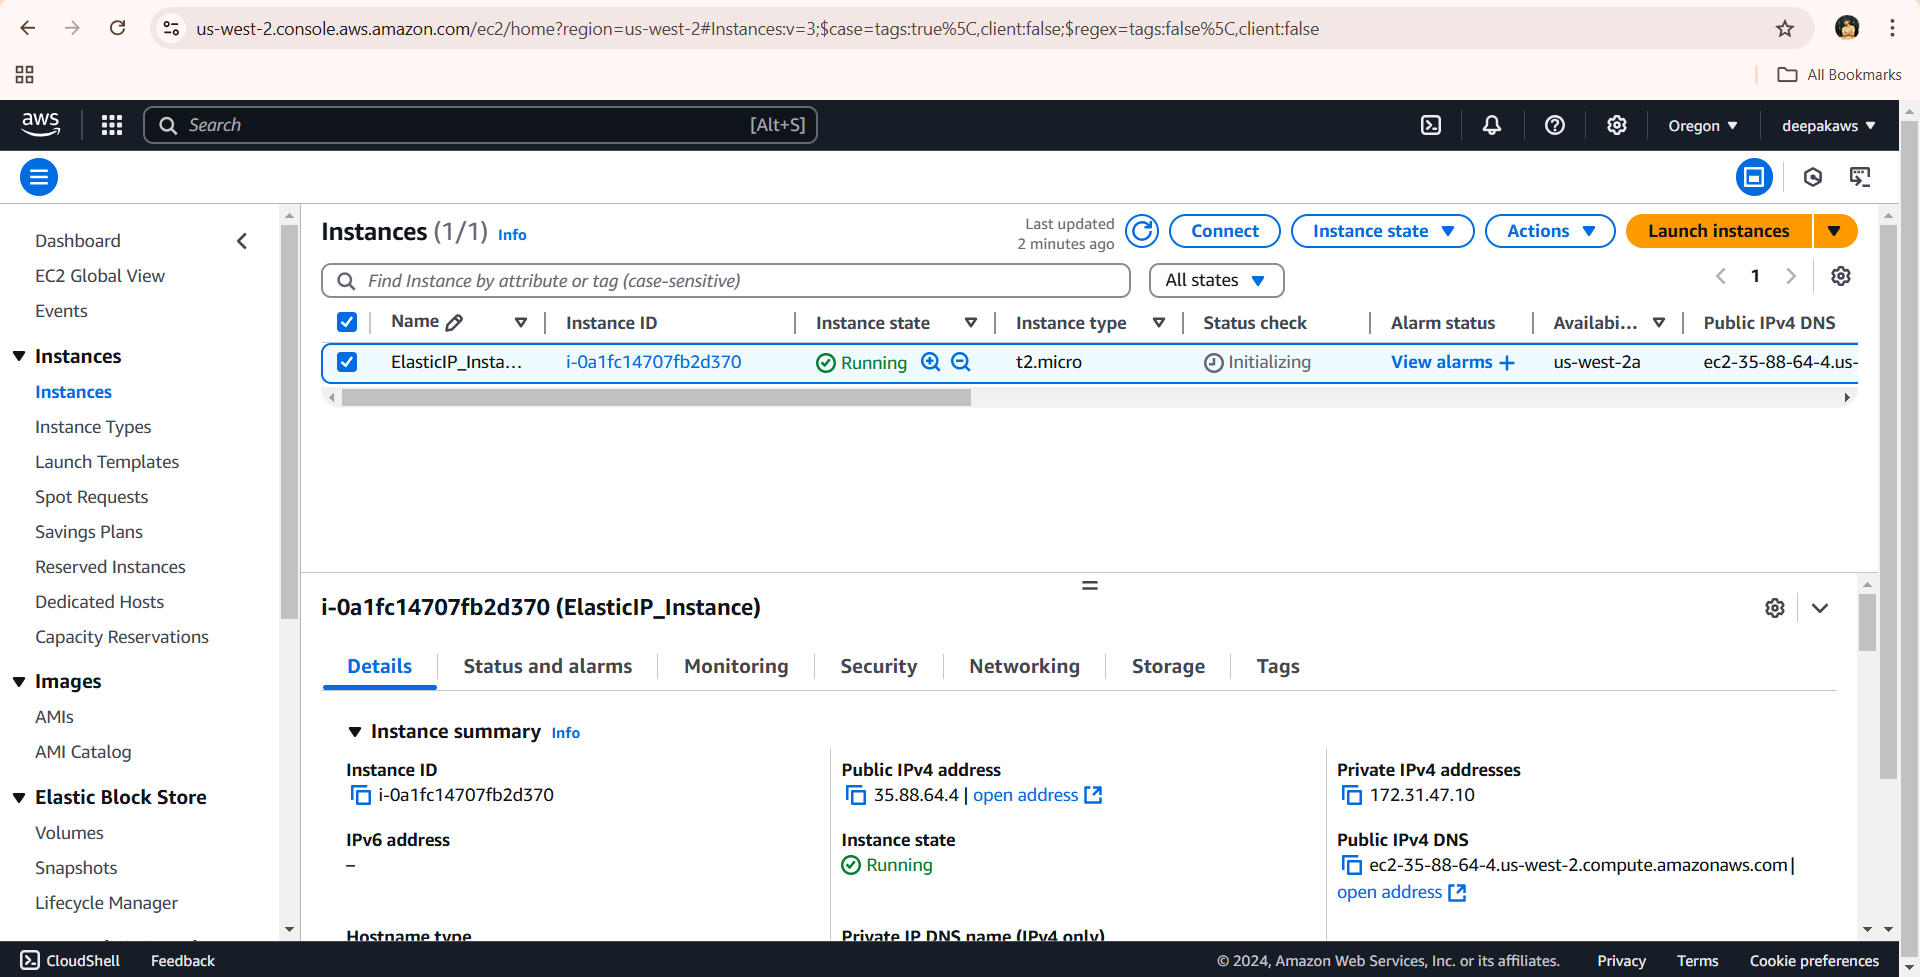 us-west-2.console.aws.amazon.com/ec2/home?region=us-west-2#Instances:v=3;$case=tags:true%5C,client:false;$regex=tags:false%5C,client:false
All Bookmarks
aws
Search
[Alt+S]
Oregon
deepakaws
Dashboard
EC2 Global View
Events
Instances
Instances
Instance Types
Launch Templates
Spot Requests
Savings Plans
Reserved Instances
Dedicated Hosts
Capacity Reservations
Images
AMIs
AMI Catalog
Elastic Block Store
Volumes
Snapshots
Lifecycle Manager
Instances (1/1) Info
Last updated
2 minutes ago
Connect
Instance state
Actions
Launch instances
Find Instance by attribute or tag (case-sensitive)
All states
1
Name
Instance ID
Instance state
Instance type
Status check
Alarm status
Availabi...
Public IPv4 DNS
ElasticIP_Insta...
i-0a1fc14707fb2d370
Running
t2.micro
Initializing
View alarms +
us-west-2a
ec2-35-88-64-4.us-
i-0a1fc14707fb2d370 (ElasticIP_Instance)
Details
Status and alarms
Monitoring
Security
Networking
Storage
Tags
Instance summary Info
Instance ID
i-0a1fc14707fb2d370
Public IPv4 address
35.88.64.4 | open address
Private IPv4 addresses
172.31.47.10
IPv6 address
–
Instance state
Running
Public IPv4 DNS
ec2-35-88-64-4.us-west-2.compute.amazonaws.com |
open address
Hostname type
Private IP DNS name (IPv4 only)
CloudShell
Feedback
© 2024, Amazon Web Services, Inc. or its affiliates.
Privacy
Terms
Cookie preferences